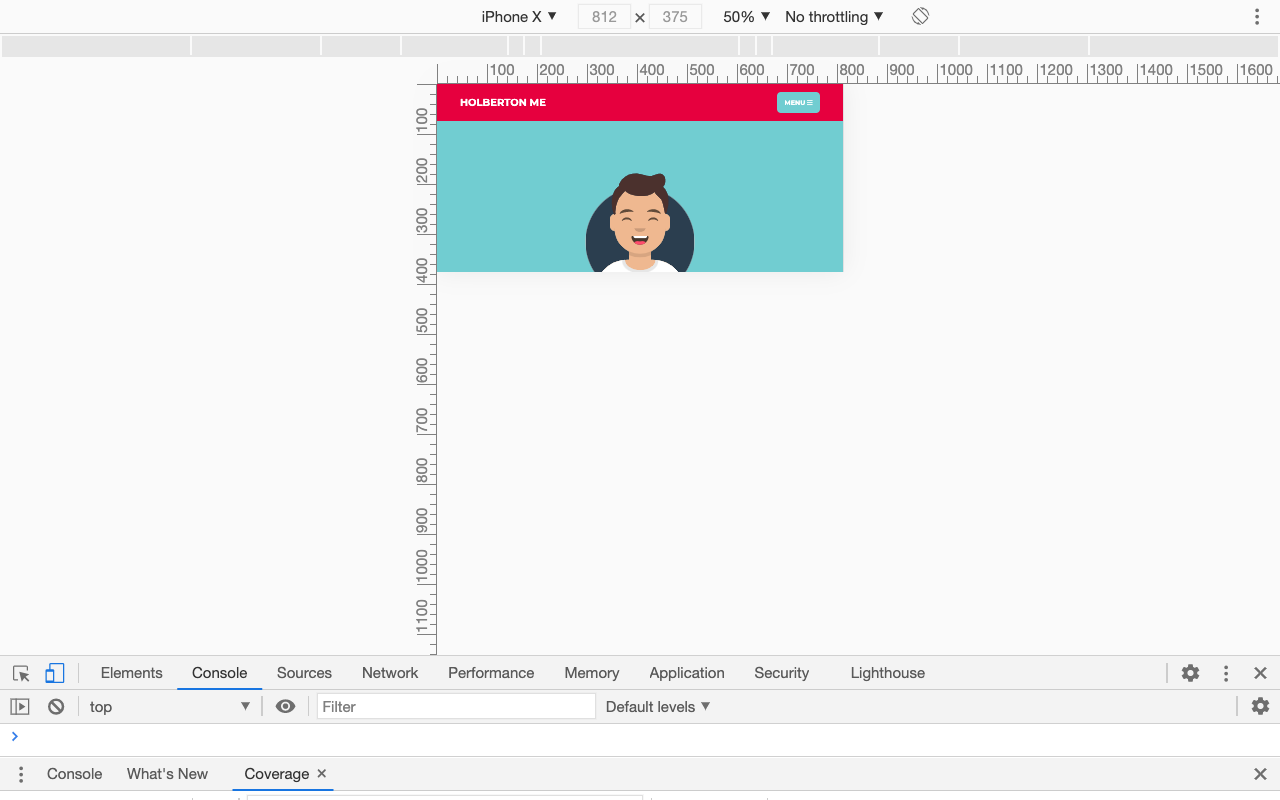 iPhone X ▼ 812 × 375 50% ▼ No throttling ▼
100 200 300 400 500 600 700 800 900 1000 1100 1200 1300 1400 1500 1600
100
200
300
400
500
600
700
800
900
1000
1100
HOLBERTON ME MENU ☰
Elements Console Sources Network Performance Memory Application Security Lighthouse
top ▼ Filter Default levels ▼
Console What's New Coverage ×